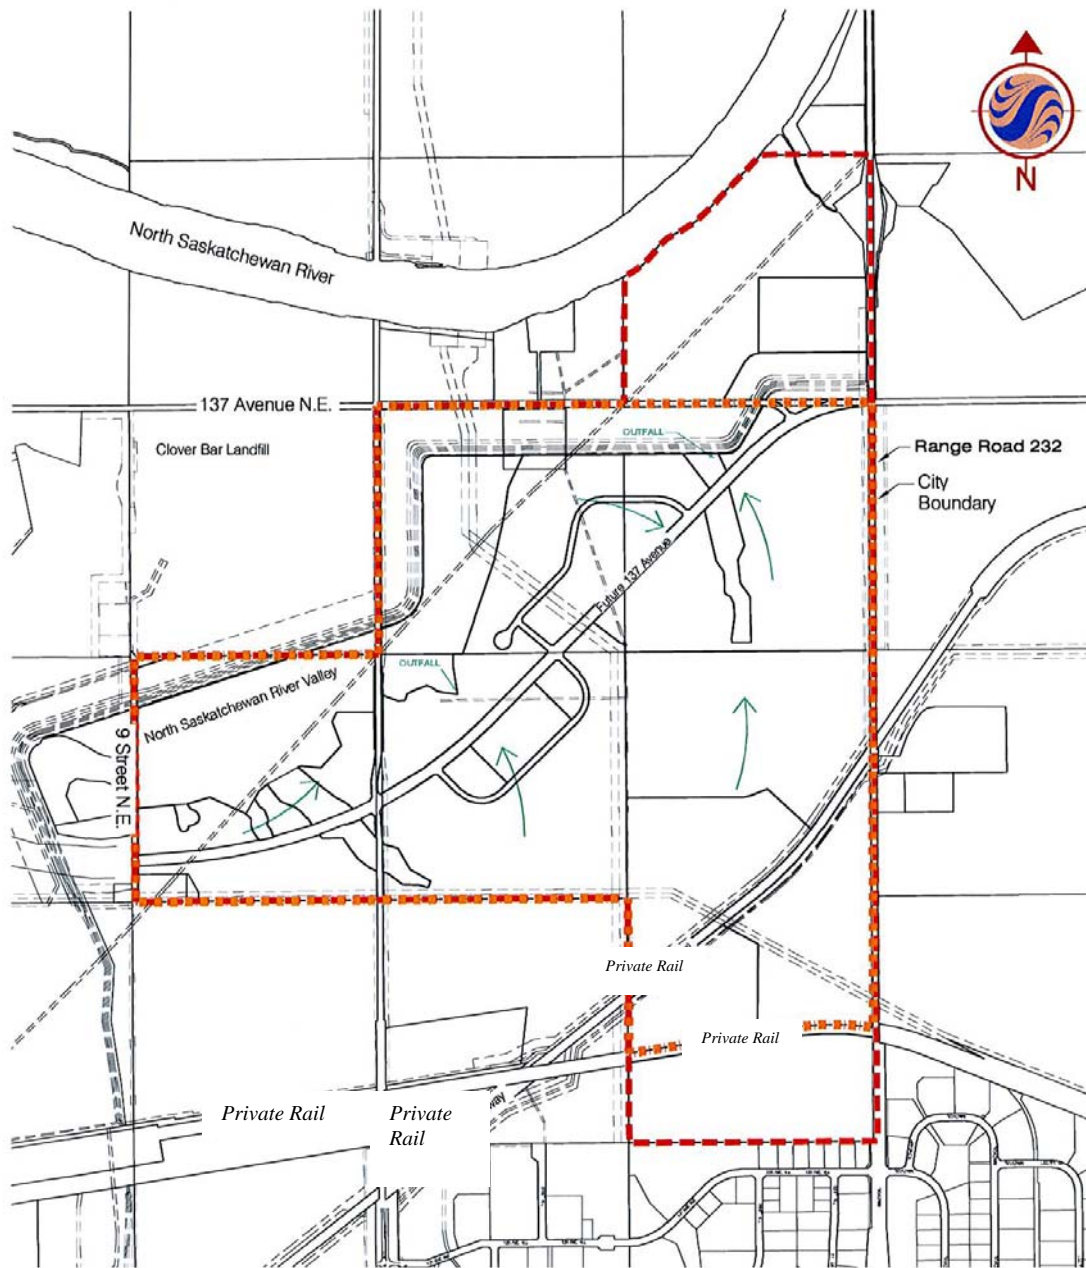 N
North Saskatchewan River
137 Avenue N.E.
Clover Bar Landfill
OUTFALL
Range Road 232
City
Boundary
Future 137 Avenue
OUTFALL
North Saskatchewan River Valley
9 Street N.E.
Private Rail
Private Rail
Private Rail
Private
Rail
way